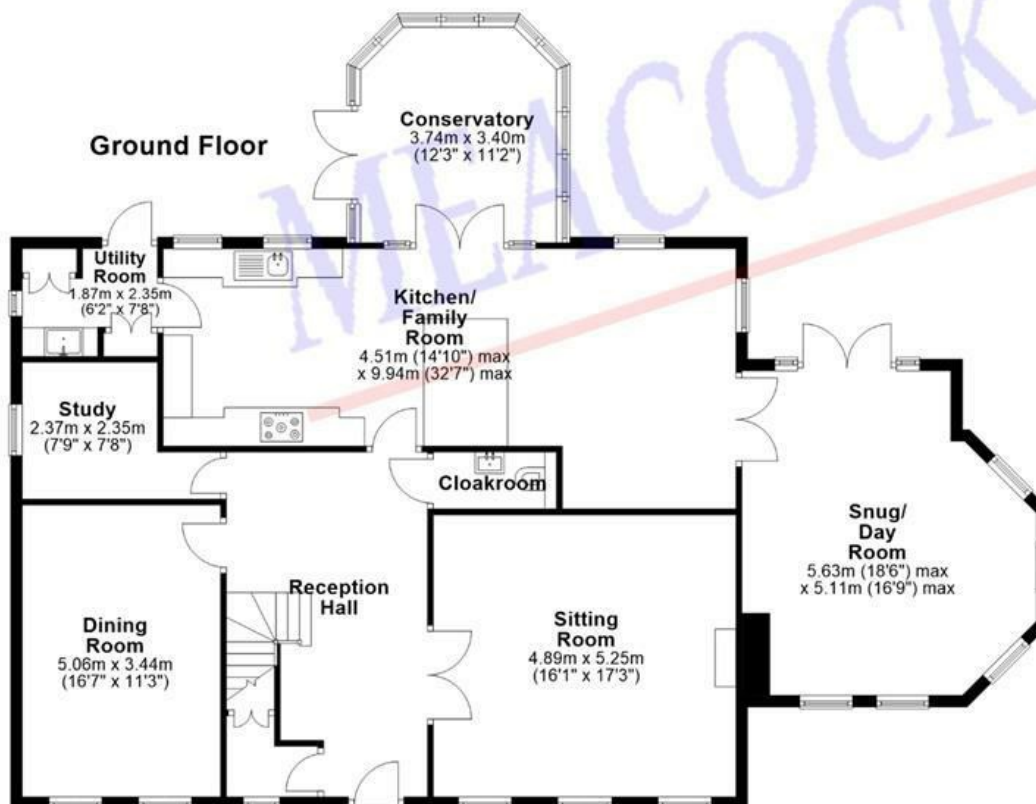 MEACOCK
Ground Floor
Conservatory
3.74m x 3.40m
(12'3" x 11'2")
Utility
Room
1.87m x 2.35m
(6'2" x 7'8")
Kitchen/
Family
Room
4.51m (14'10") max
x 9.94m (32'7") max
Study
2.37m x 2.35m
(7'9" x 7'8")
Cloakroom
Snug/
Day
Room
5.63m (18'6") max
x 5.11m (16'9") max
Reception
Hall
Dining
Room
5.06m x 3.44m
(16'7" x 11'3")
Sitting
Room
4.89m x 5.25m
(16'1" x 17'3")